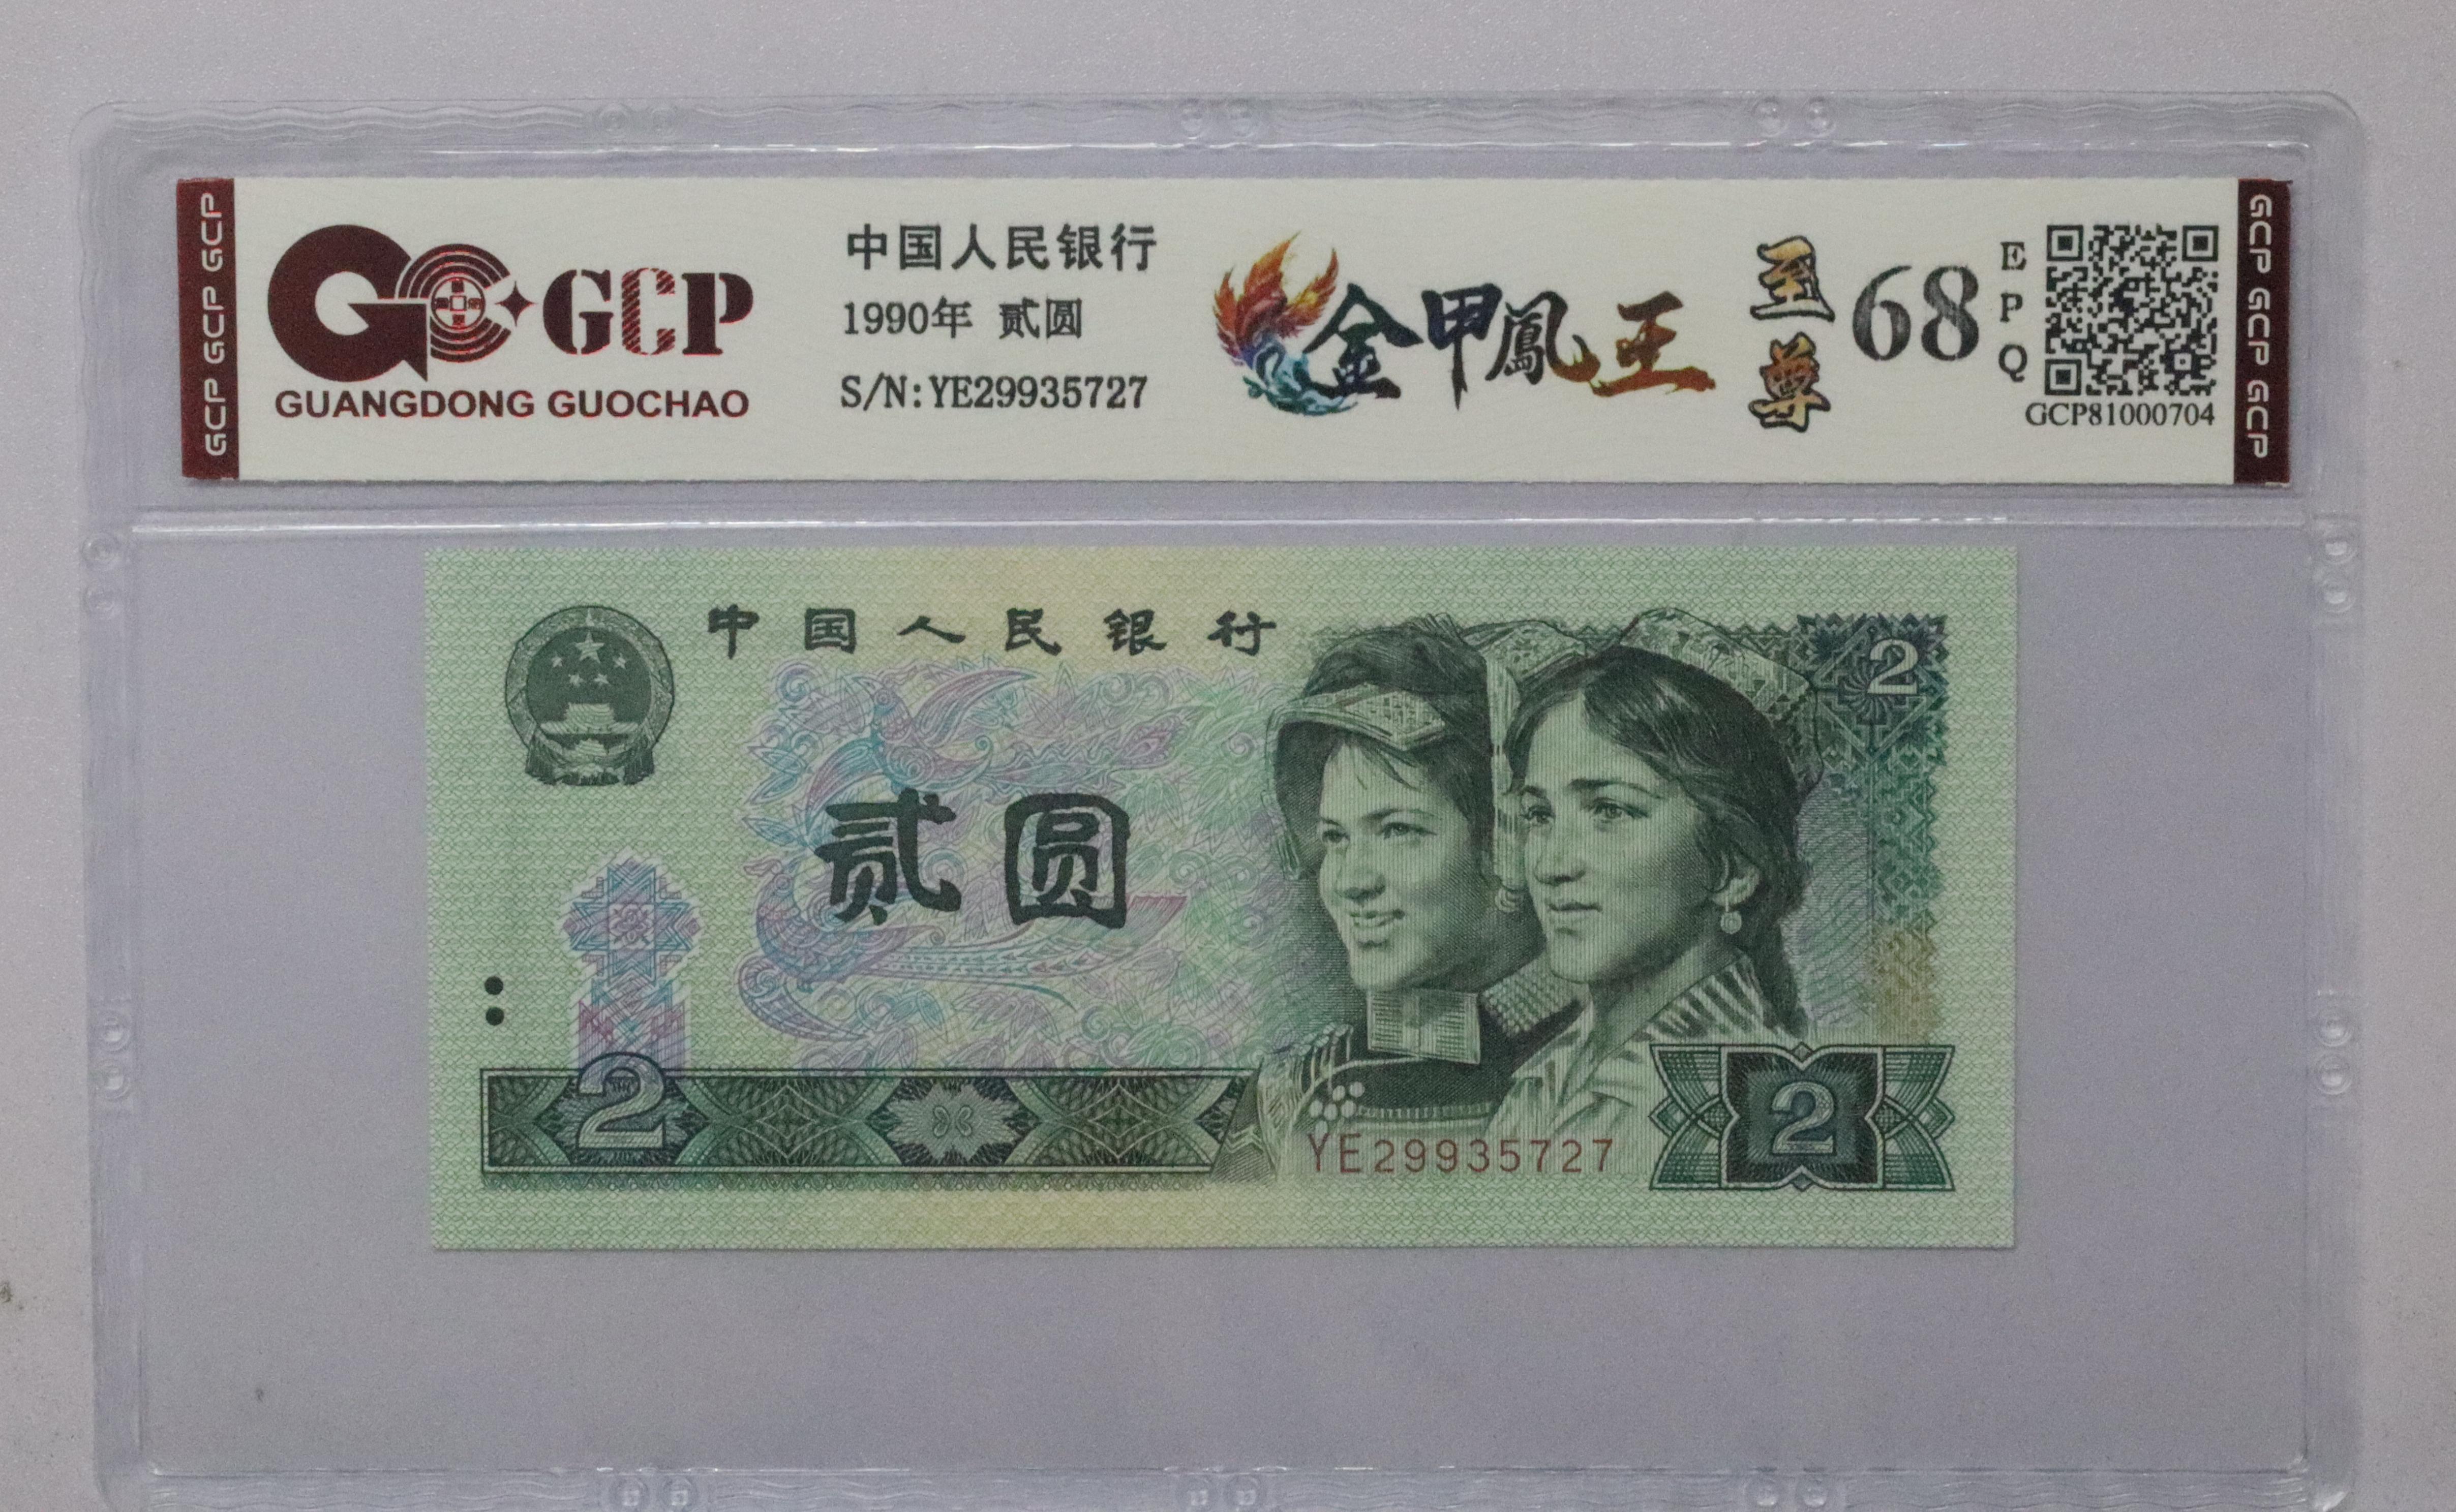 GCP GCP GCP
GCP
GUANGDONG GUOCHAO
中国人民银行
1990年 贰圆
S/N:YE29935727
金甲鳳王
至尊
68
EPQ
GCP81000704
GCP GCP GCP
中国人民银行
2
贰圆
2
YE29935727
2